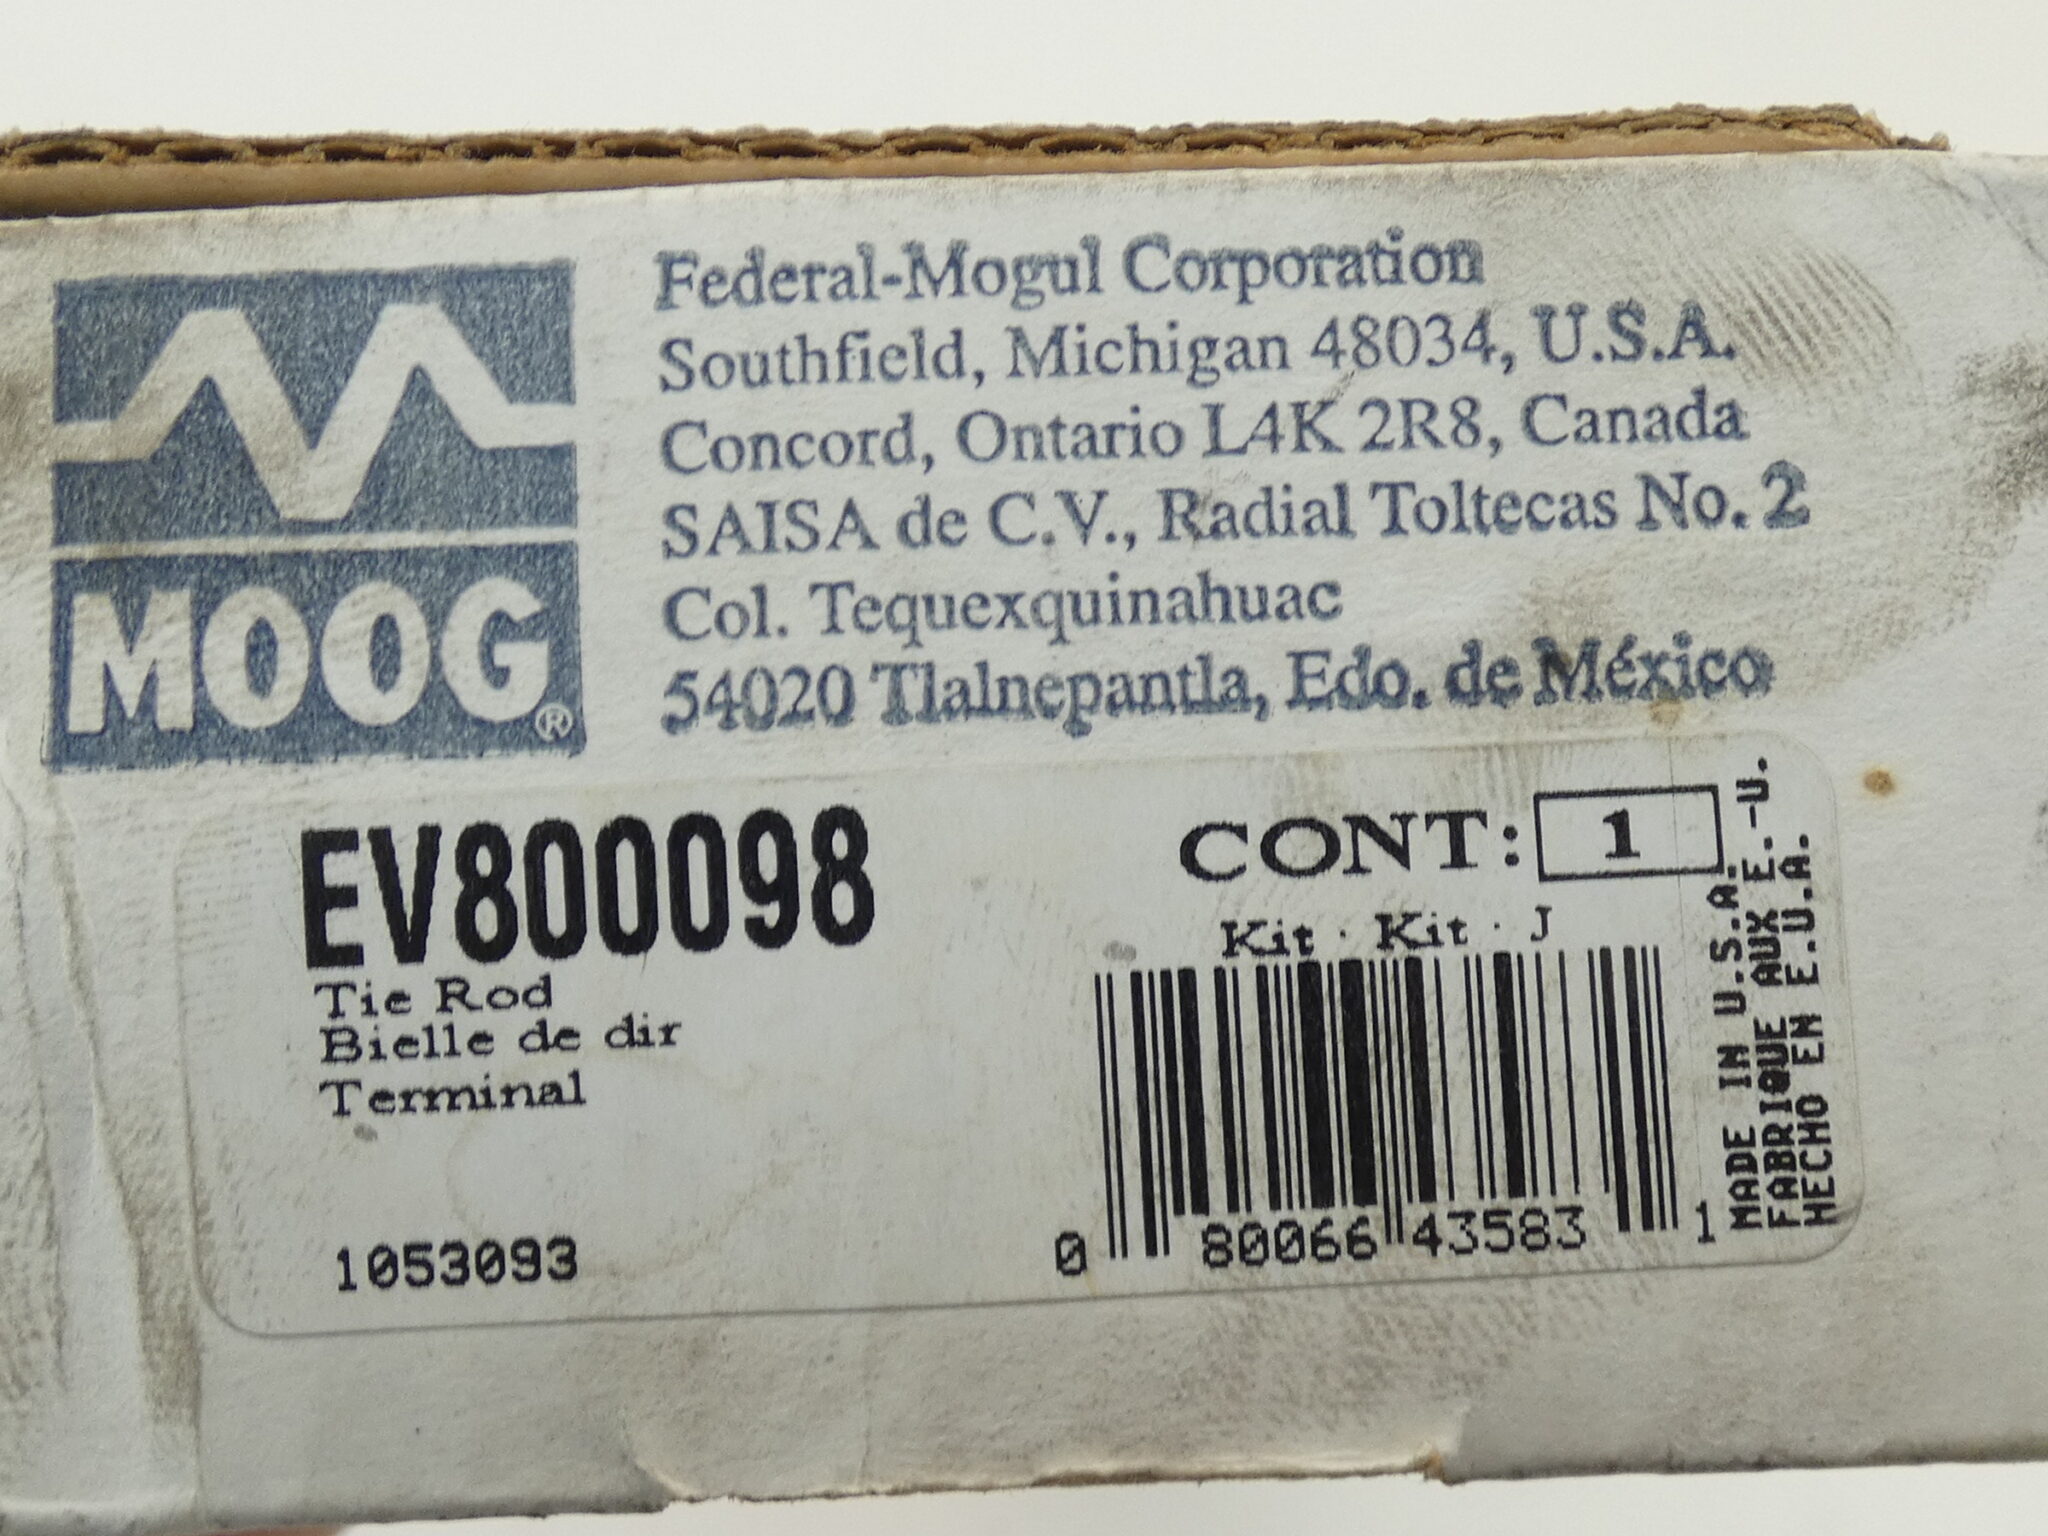 Federal-Mogul Corporation
Southfield, Michigan 48034, U.S.A.
Concord, Ontario L4K 2R8, Canada
SAISA de C.V., Radial Toltecas No. 2
Col. Tequexquinahuac
54020 Tlalnepantla, Edo. de México
MOOG®
EV800098
Tie Rod
Bielle de dir
Terminal
1053093
CONT: 1
Kit · Kit · J
0 80066 43583 1
MADE IN U.S.A.
FABRIQUE AUX E.-U.
HECHO EN E.U.A.